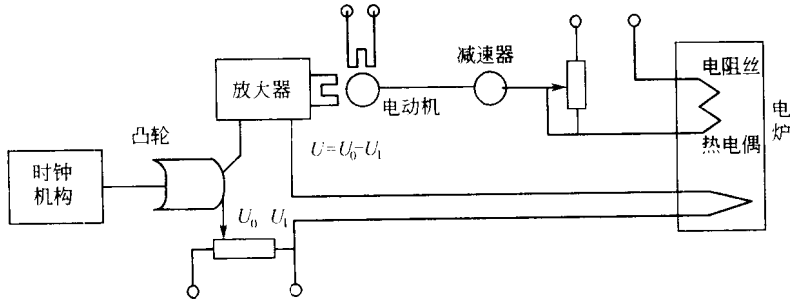 减速器
电阻丝
放大器
电动机
电炉
凸轮
U=U₀-U₁
热电偶
时钟
机构
U₀ U₁